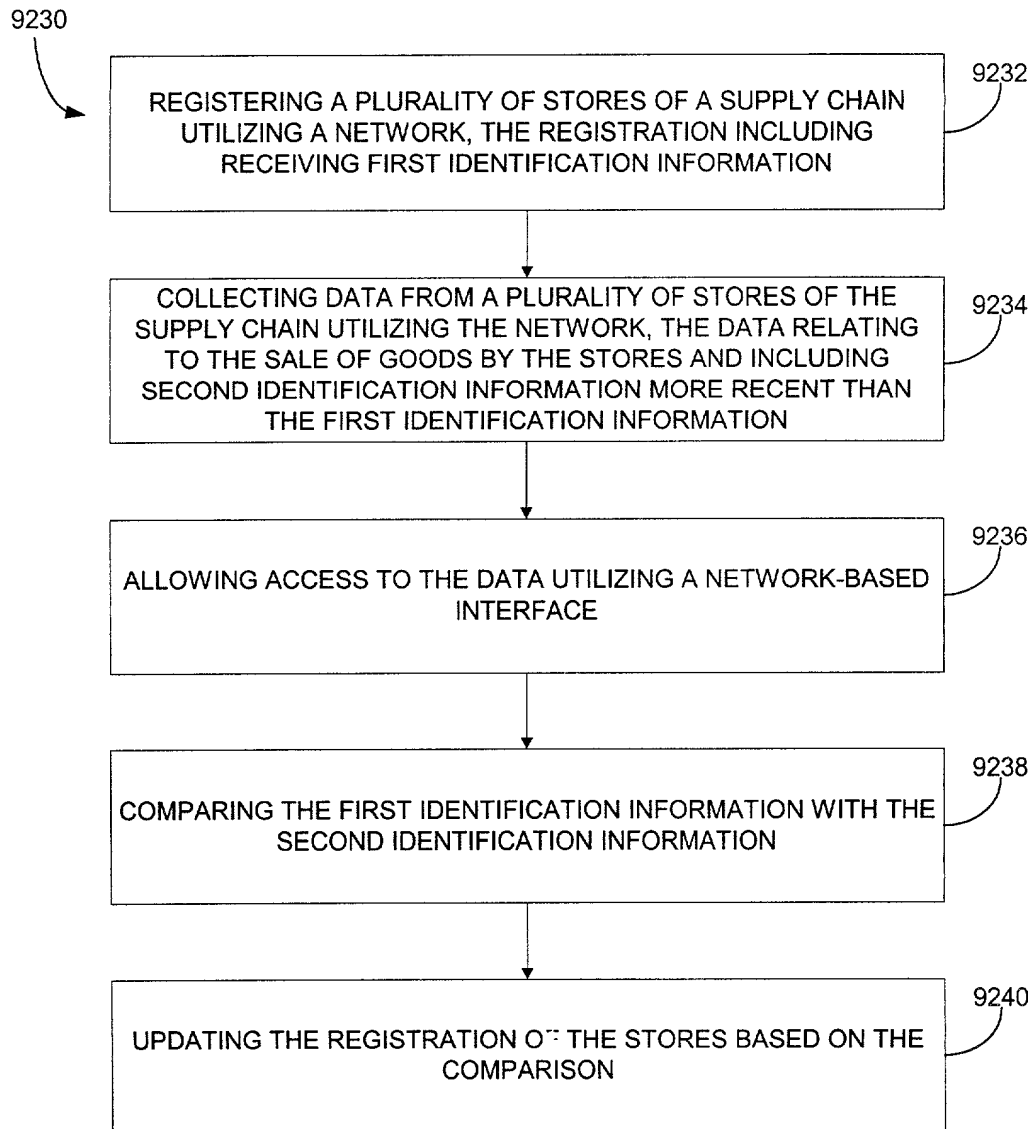 9230
9232
REGISTERING A PLURALITY OF STORES OF A SUPPLY CHAIN
UTILIZING A NETWORK, THE REGISTRATION INCLUDING
RECEIVING FIRST IDENTIFICATION INFORMATION
9234
COLLECTING DATA FROM A PLURALITY OF STORES OF THE
SUPPLY CHAIN UTILIZING THE NETWORK, THE DATA RELATING
TO THE SALE OF GOODS BY THE STORES AND INCLUDING
SECOND IDENTIFICATION INFORMATION MORE RECENT THAN
THE FIRST IDENTIFICATION INFORMATION
9236
ALLOWING ACCESS TO THE DATA UTILIZING A NETWORK-BASED
INTERFACE
9238
COMPARING THE FIRST IDENTIFICATION INFORMATION WITH THE
SECOND IDENTIFICATION INFORMATION
9240
UPDATING THE REGISTRATION OF THE STORES BASED ON THE
COMPARISON